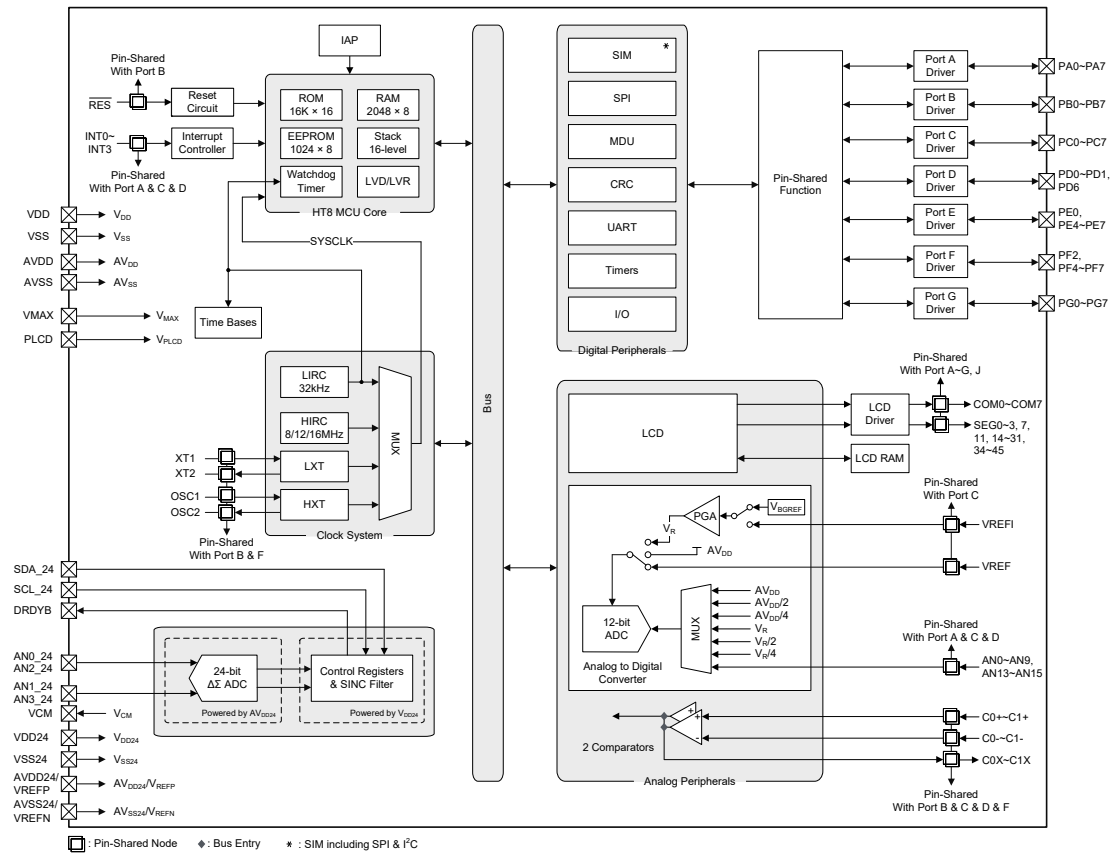 IAP
Pin-Shared
With Port B
RES
Reset
Circuit
INT0~
INT3
Interrupt
Controller
Pin-Shared
With Port A & C & D
ROM
16K × 16
RAM
2048 × 8
EEPROM
1024 × 8
Stack
16-level
Watchdog
Timer
LVD/LVR
HT8 MCU Core
VDD
VDD
VSS
VSS
AVDD
AVDD
AVSS
AVSS
VMAX
VMAX
PLCD
VPLCD
SYSCLK
Time Bases
LIRC
32kHz
HIRC
8/12/16MHz
LXT
HXT
MUX
Clock System
XT1
XT2
OSC1
OSC2
Pin-Shared
With Port B & F
SDA_24
SCL_24
DRDYB
AN0_24
AN2_24
AN1_24
AN3_24
VCM
VCM
VDD24
VDD24
VSS24
VSS24
AVDD24/
VREFP
AVDD24/VREFP
AVSS24/
VREFN
AVSS24/VREFN
24-bit
ΔΣ ADC
Powered by AVDD24
Control Registers
& SINC Filter
Powered by VDD24
Bus
SIM
*
SPI
MDU
CRC
UART
Timers
I/O
Digital Peripherals
Pin-Shared
Function
Port A
Driver
PA0~PA7
Port B
Driver
PB0~PB7
Port C
Driver
PC0~PC7
Port D
Driver
PD0~PD1,
PD6
Port E
Driver
PE0,
PE4~PE7
Port F
Driver
PF2,
PF4~PF7
Port G
Driver
PG0~PG7
Pin-Shared
With Port A~G, J
LCD
LCD
Driver
COM0~COM7
SEG0~3, 7,
11, 14~31,
34~45
LCD RAM
Pin-Shared
With Port C
VBGREF
PGA
VR
AVDD
VREFI
VREF
12-bit
ADC
MUX
AVDD
AVDD/2
AVDD/4
VR
VR/2
VR/4
Analog to Digital
Converter
Pin-Shared
With Port A & C & D
AN0~AN9,
AN13~AN15
2 Comparators
+
+
-
C0+~C1+
C0-~C1-
C0X~C1X
Analog Peripherals
Pin-Shared
With Port B & C & D & F
: Pin-Shared Node
: Bus Entry
* : SIM including SPI & I²C